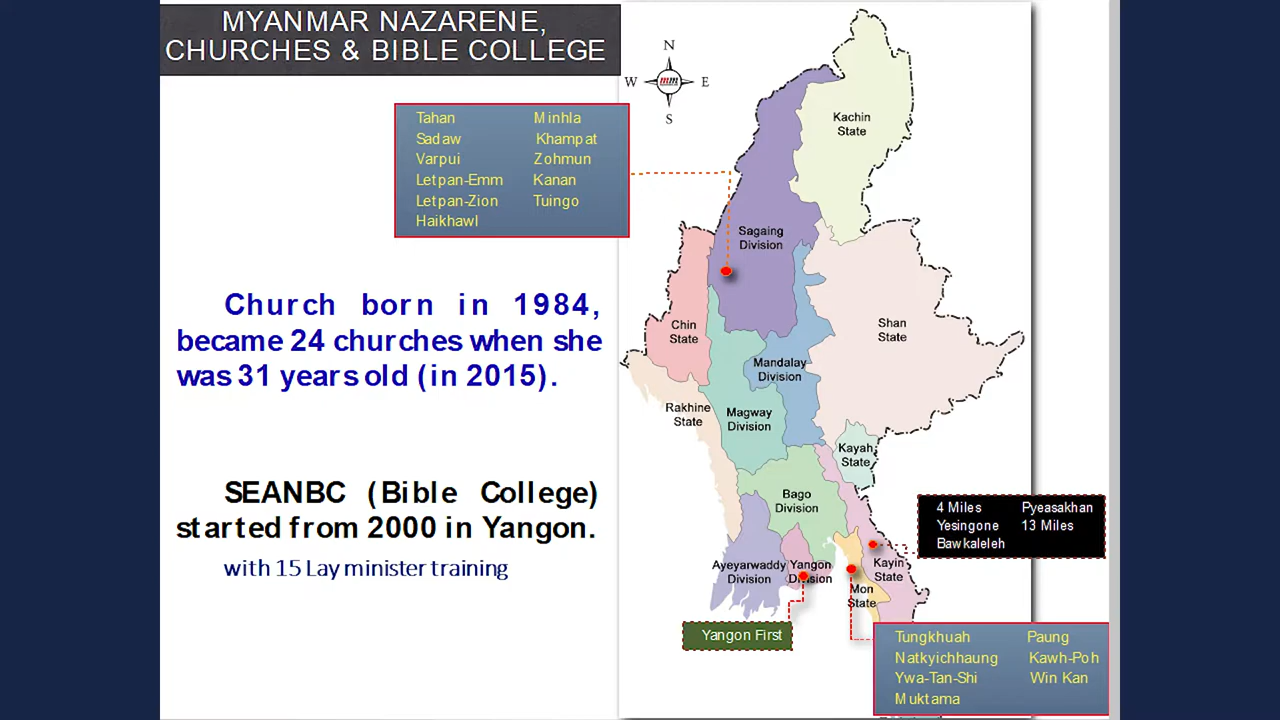 MYANMAR NAZARENE,
CHURCHES & BIBLE COLLEGE
N
W mm E
S
Tahan Minhla
Sadaw Khampat
Varpui Zohmun
Letpan-Emm Kanan
Letpan-Zion Tuingo
Haikhawl
Church born in 1984,
became 24 churches when she
was 31 years old (in 2015).
SEANBC (Bible College)
started from 2000 in Yangon.
with 15 Lay minister training
Kachin
State
Sagaing
Division
Chin
State
Shan
State
Mandalay
Division
Rakhine
State
Magway
Division
Kayah
State
Bago
Division
Ayeyarwaddy
Division
Yangon
Division
Kayin
State
Mon
State
4 Miles Pyeasakhan
Yesingone 13 Miles
Bawkaleleh
Yangon First
Tungkhuah Paung
Natkyichhaung Kawh-Poh
Ywa-Tan-Shi Win Kan
Muktama